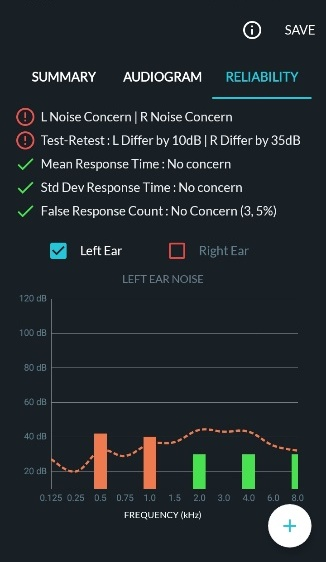 SAVE
SUMMARY AUDIOGRAM RELIABILITY
L Noise Concern | R Noise Concern
Test-Retest : L Differ by 10dB | R Differ by 35dB
Mean Response Time : No concern
Std Dev Response Time : No concern
False Response Count : No Concern (3, 5%)
Left Ear Right Ear
LEFT EAR NOISE
120 dB
100 dB
80 dB
60 dB
40 dB
20 dB
0.125 0.25 0.5 0.75 1.0 1.5 2.0 3.0 4.0 6.0 8.0
FREQUENCY (kHz)